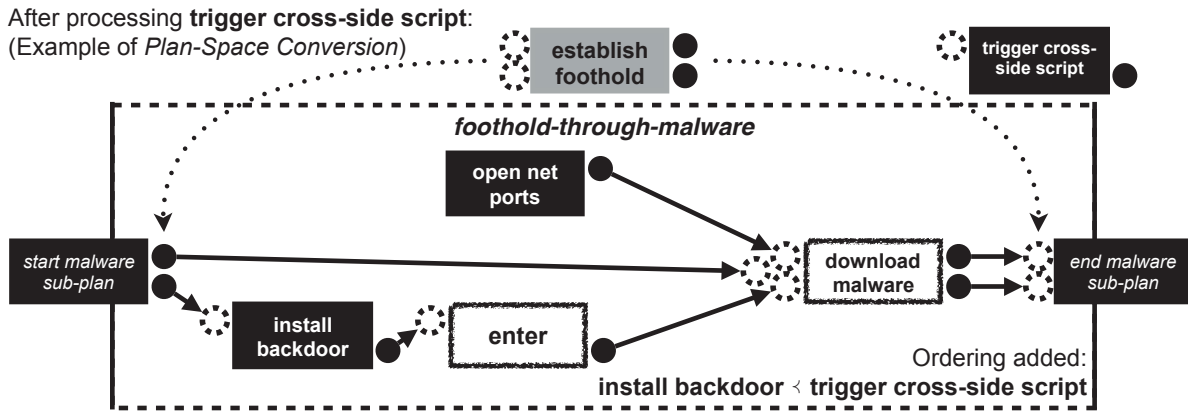 After processing trigger cross-side script:
(Example of Plan-Space Conversion)
establish
foothold
trigger cross-
side script
foothold-through-malware
open net
ports
start malware
sub-plan
download
malware
end malware
sub-plan
install
backdoor
enter
Ordering added:
install backdoor ≺ trigger cross-side script